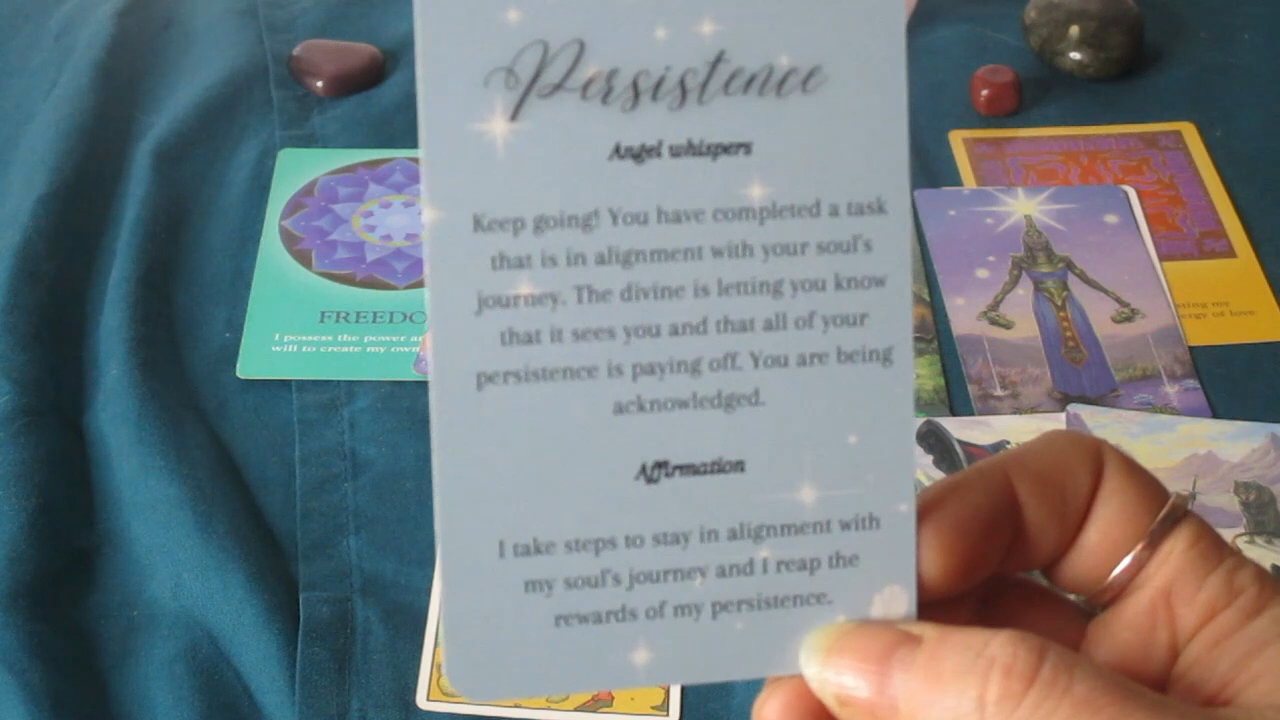 Persistence
Angel whispers
Keep going! You have completed a task
that is in alignment with your soul's
journey. The divine is letting you know
that it sees you and that all of your
persistence is paying off. You are being
acknowledged.
Affirmation
I take steps to stay in alignment with
my soul's journey and I reap the
rewards of my persistence.
FREEDO
I possess the power
will to create my own
my
of love